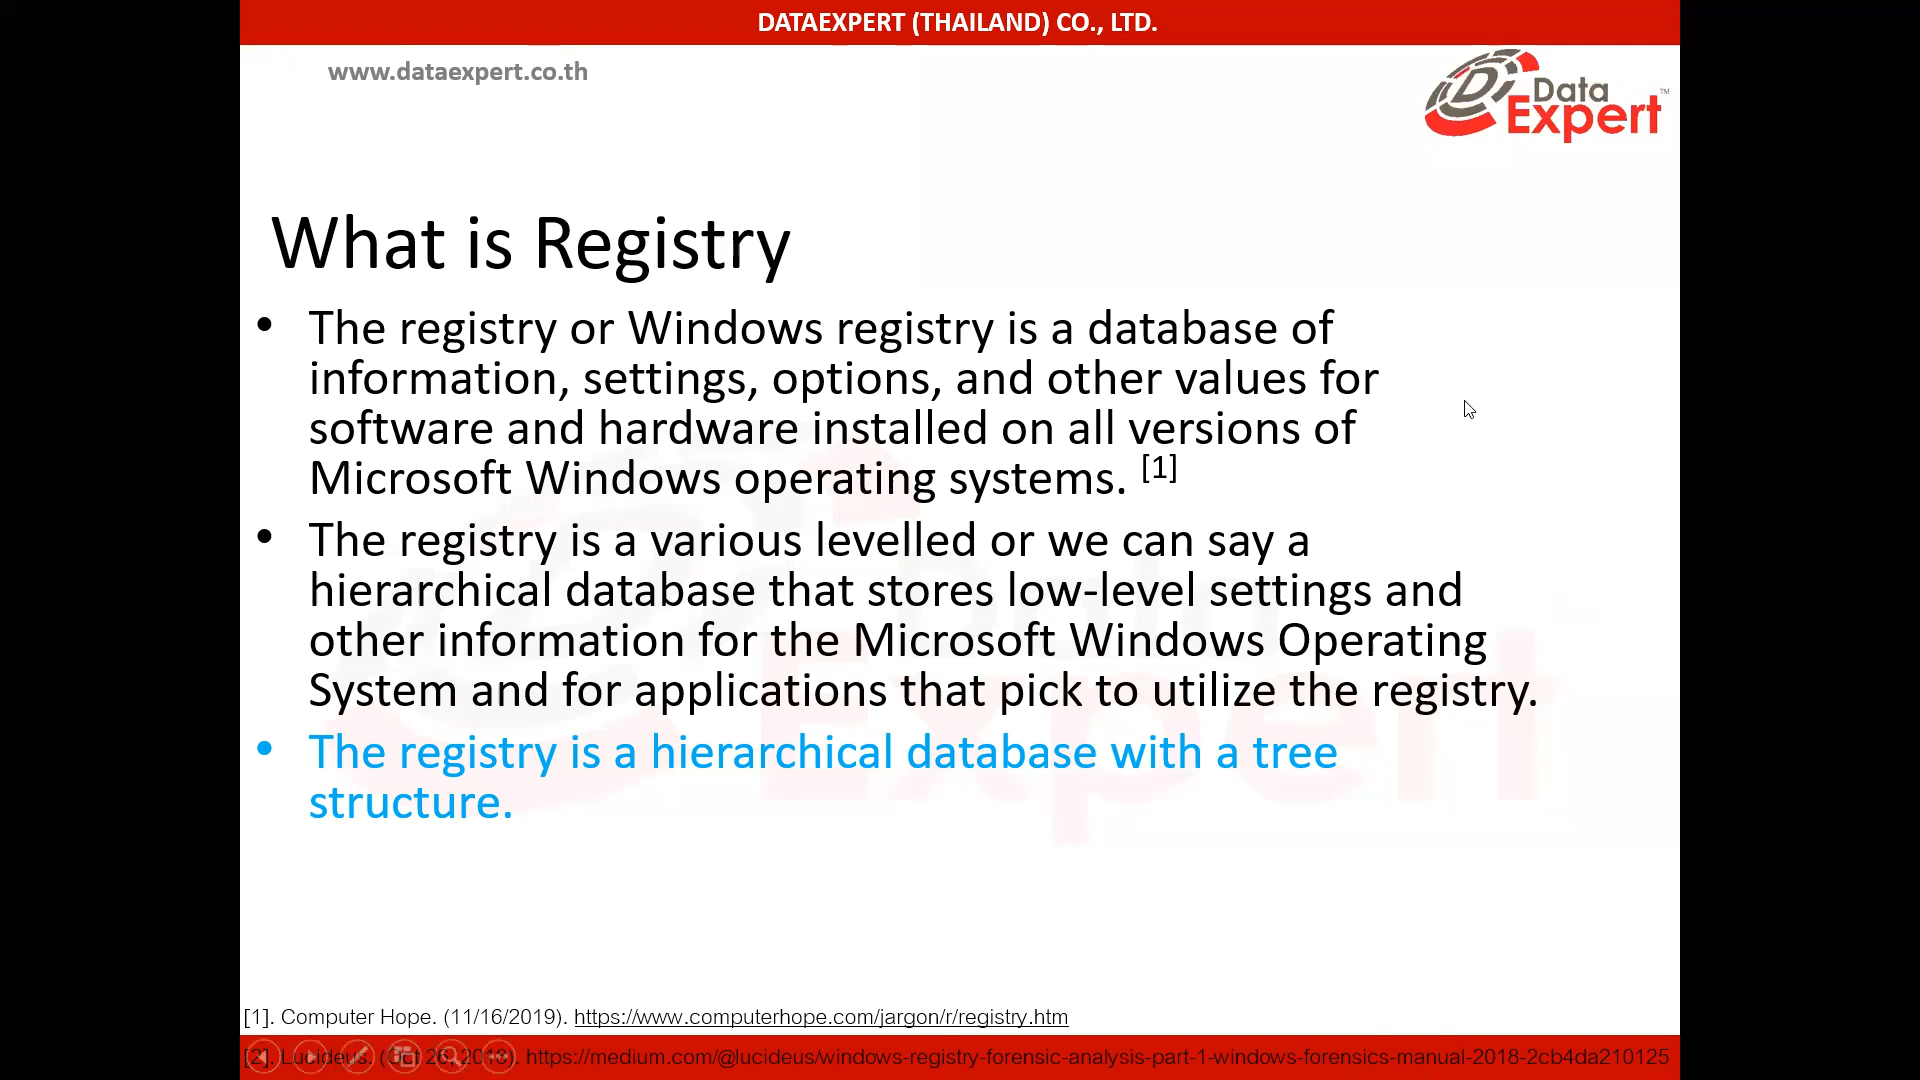 DATAEXPERT (THAILAND) CO., LTD.
www.dataexpert.co.th
Data
Expert™
What is Registry
• The registry or Windows registry is a database of
information, settings, options, and other values for
software and hardware installed on all versions of
Microsoft Windows operating systems. [1]
• The registry is a various levelled or we can say a
hierarchical database that stores low-level settings and
other information for the Microsoft Windows Operating
System and for applications that pick to utilize the registry.
• The registry is a hierarchical database with a tree
structure.
[1]. Computer Hope. (11/16/2019). https://www.computerhope.com/jargon/r/registry.htm
[2]. Lucideus. (Oct 26, 2018). https://medium.com/@lucideus/windows-registry-forensic-analysis-part-1-windows-forensics-manual-2018-2cb4da210125